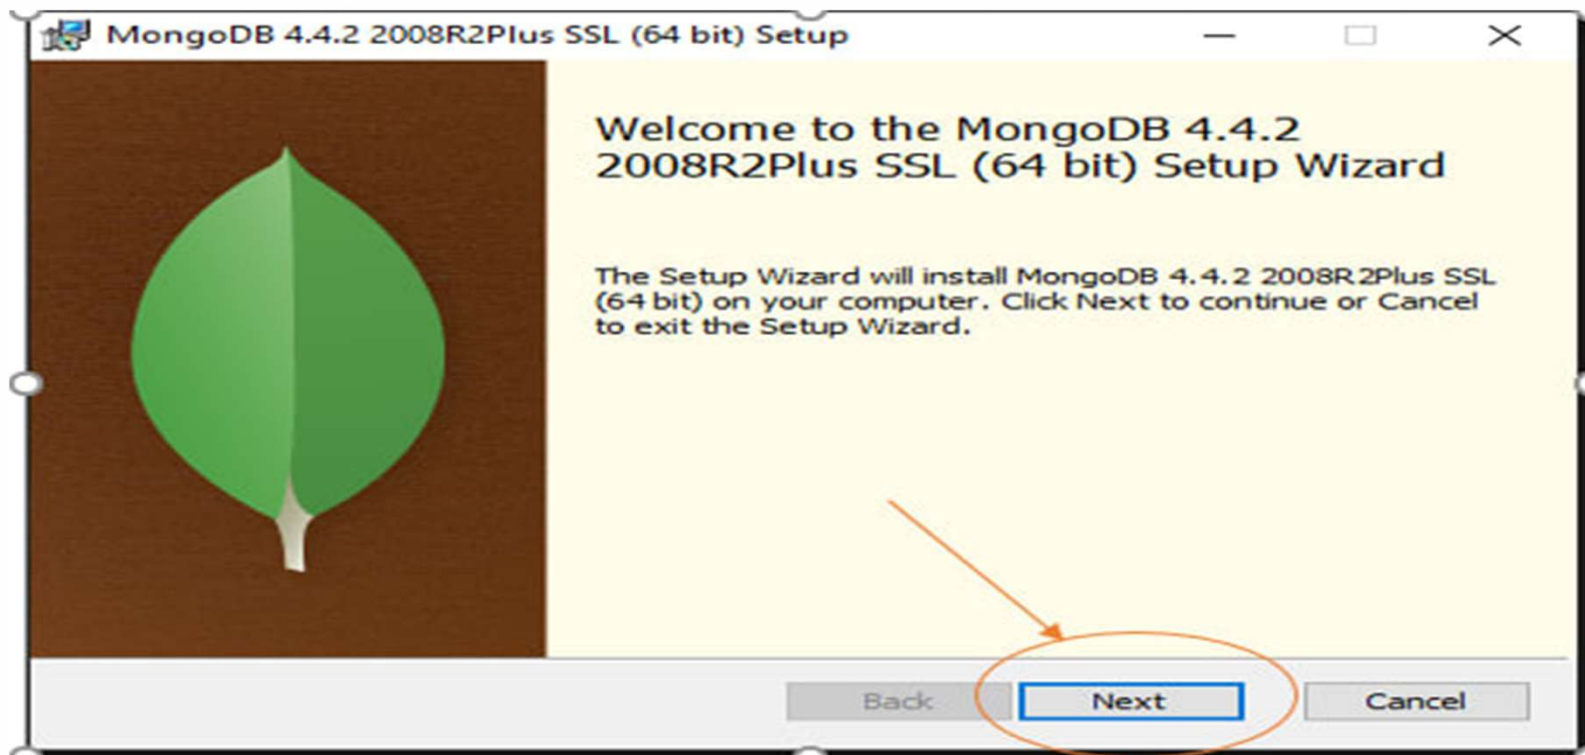 MongoDB 4.4.2 2008R2Plus SSL (64 bit) Setup
Welcome to the MongoDB 4.4.2
2008R2Plus SSL (64 bit) Setup Wizard
The Setup Wizard will install MongoDB 4.4.2 2008R2Plus SSL
(64 bit) on your computer. Click Next to continue or Cancel
to exit the Setup Wizard.
Back Next Cancel